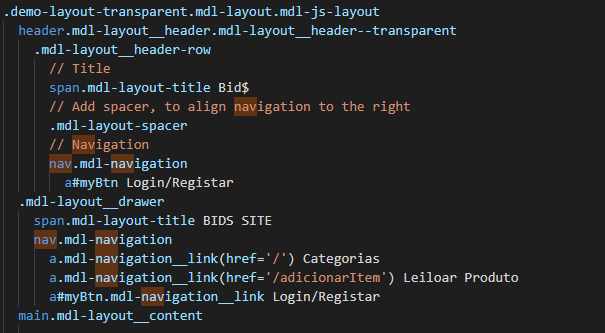 .demo-layout-transparent.mdl-layout.mdl-js-layout
header.mdl-layout__header.mdl-layout__header--transparent
.mdl-layout__header-row
// Title
span.mdl-layout-title Bid$
// Add spacer, to align navigation to the right
.mdl-layout-spacer
// Navigation
nav.mdl-navigation
a#myBtn Login/Registar
.mdl-layout__drawer
span.mdl-layout-title BIDS SITE
nav.mdl-navigation
a.mdl-navigation__link(href='/') Categorias
a.mdl-navigation__link(href='/adicionarItem') Leiloar Produto
a#myBtn.mdl-navigation__link Login/Registar
main.mdl-layout__content